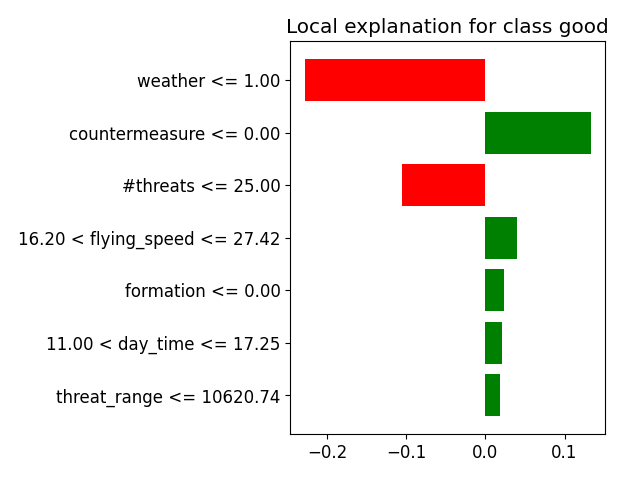 Local explanation for class good
weather <= 1.00
countermeasure <= 0.00
#threats <= 25.00
16.20 < flying_speed <= 27.42
formation <= 0.00
11.00 < day_time <= 17.25
threat_range <= 10620.74
−0.2 −0.1 0.0 0.1